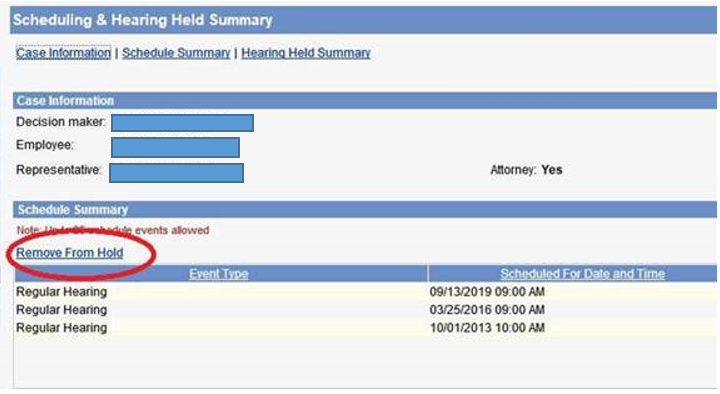 Scheduling & Hearing Held Summary
Case Information | Schedule Summary | Hearing Held Summary
Case Information
Decision maker:
Employee:
Representative: Attorney: Yes
Schedule Summary
Note: Up to schedule events allowed
Remove From Hold
Event Type Scheduled For Date and Time
Regular Hearing 09/13/2019 09:00 AM
Regular Hearing 03/25/2016 09:00 AM
Regular Hearing 10/01/2013 10:00 AM